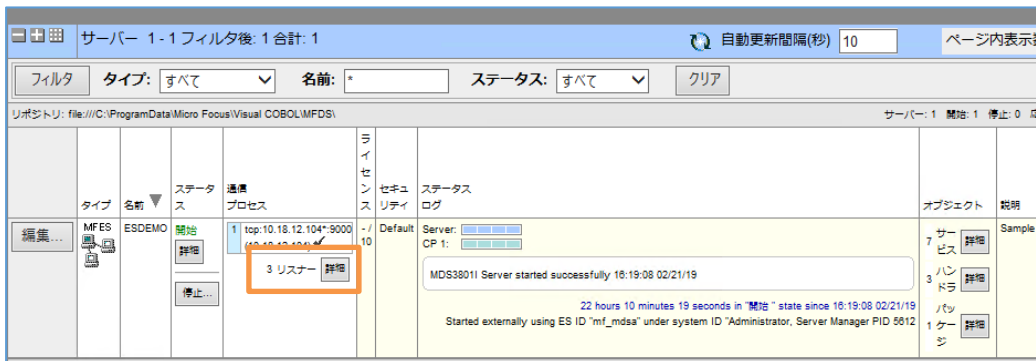 サーバー 1 - 1 フィルタ後: 1 合計: 1
自動更新間隔(秒) 10
ページ内表示
フィルタ タイプ: すべて 名前: * ステータス: すべて クリア
リポジトリ: file:///C:\ProgramData\Micro Focus\Visual COBOL\MFDS\
サーバー: 1 開始: 1 停止: 0
タイプ
名前
ステータ
ス
通信
プロセス
ラ
イ
セ
ン
ス
セキュ
リティ
ステータス
ログ
オブジェクト
説明
編集...
MFES
ESDEMO
開始
詳細
停止...
1 tcp:10.18.12.104*:9000
3 リスナー 詳細
- /
10
Default
Server:
CP 1:
MDS3801I Server started successfully 16:19:08 02/21/19
22 hours 10 minutes 19 seconds in "開始 " state since 16:19:08 02/21/19
Started externally using ES ID "mf_mdsa" under system ID "Administrator, Server Manager PID 5612
7 サー
ビス 詳細
3 ハン
ドラ 詳細
パッ
1 ケー 詳細
ジ
Sample